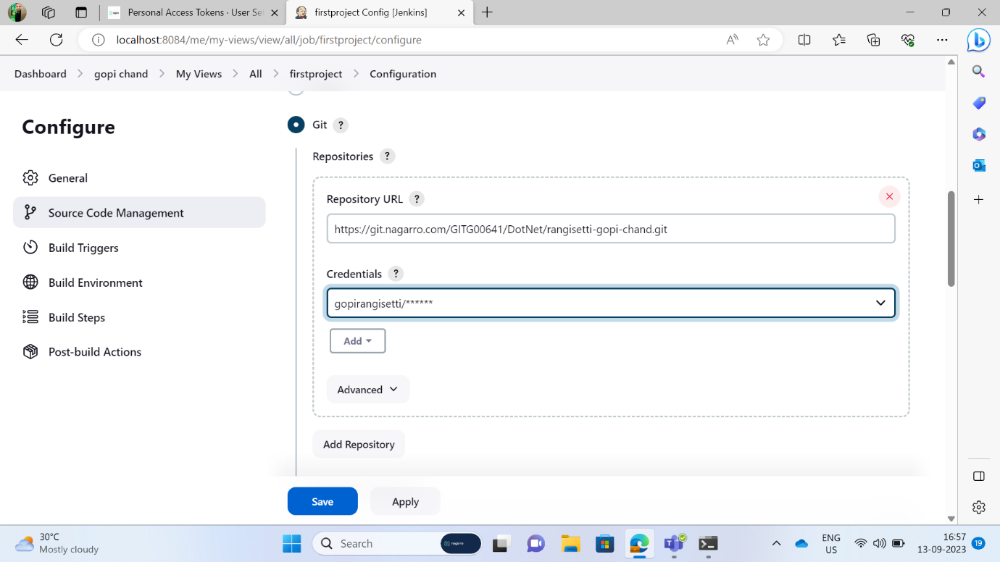 Personal Access Tokens · User Set
firstproject Config [Jenkins]
localhost:8084/me/my-views/view/all/job/firstproject/configure
Dashboard > gopi chand > My Views > All > firstproject > Configuration
Configure
General
Source Code Management
Build Triggers
Build Environment
Build Steps
Post-build Actions
Git ?
Repositories ?
Repository URL ?
https://git.nagarro.com/GITG00641/DotNet/rangisetti-gopi-chand.git
Credentials ?
gopirangisetti/******
Add
Advanced
Add Repository
Save
Apply
30°C
Mostly cloudy
Search
nagarro
ENG
US
16:57
13-09-2023
19